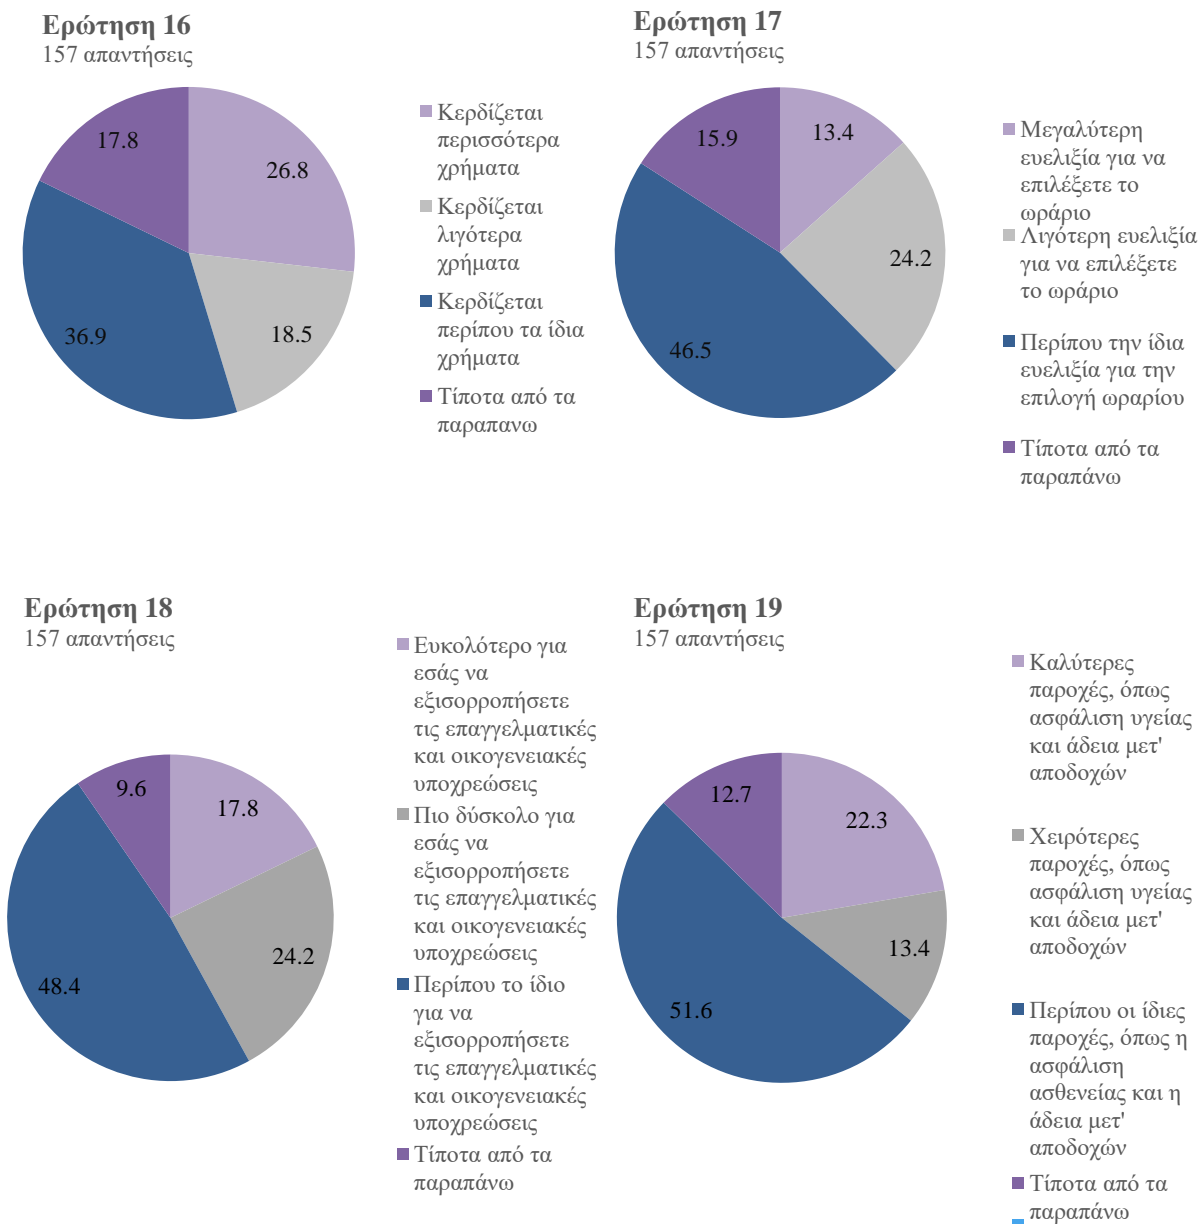 Ερώτηση 16
157 απαντήσεις
17.8
26.8
36.9
18.5
Κερδίζεται
περισσότερα
χρήματα
Κερδίζεται
λιγότερα
χρήματα
Κερδίζεται
περίπου τα ίδια
χρήματα
Τίποτα από τα
παραπανω
Ερώτηση 17
157 απαντήσεις
15.9
13.4
24.2
46.5
Μεγαλύτερη
ευελιξία για να
επιλέξετε το
ωράριο
Λιγότερη ευελιξία
για να επιλέξετε
το ωράριο
Περίπου την ίδια
ευελιξία για την
επιλογή ωραρίου
Τίποτα από τα
παραπάνω
Ερώτηση 18
157 απαντήσεις
9.6
17.8
24.2
48.4
Ευκολότερο για
εσάς να
εξισορροπήσετε
τις επαγγελματικές
και οικογενειακές
υποχρεώσεις
Πιο δύσκολο για
εσάς να
εξισορροπήσετε
τις επαγγελματικές
και οικογενειακές
υποχρεώσεις
Περίπου το ίδιο
για να
εξισορροπήσετε
τις επαγγελματικές
και οικογενειακές
υποχρεώσεις
Τίποτα από τα
παραπάνω
Ερώτηση 19
157 απαντήσεις
12.7
22.3
13.4
51.6
Καλύτερες
παροχές, όπως
ασφάλιση υγείας
και άδεια μετ'
αποδοχών
Χειρότερες
παροχές, όπως
ασφάλιση υγείας
και άδεια μετ'
αποδοχών
Περίπου οι ίδιες
παροχές, όπως η
ασφάλιση
ασθενείας και η
άδεια μετ'
αποδοχών
Τίποτα από τα
παραπάνω